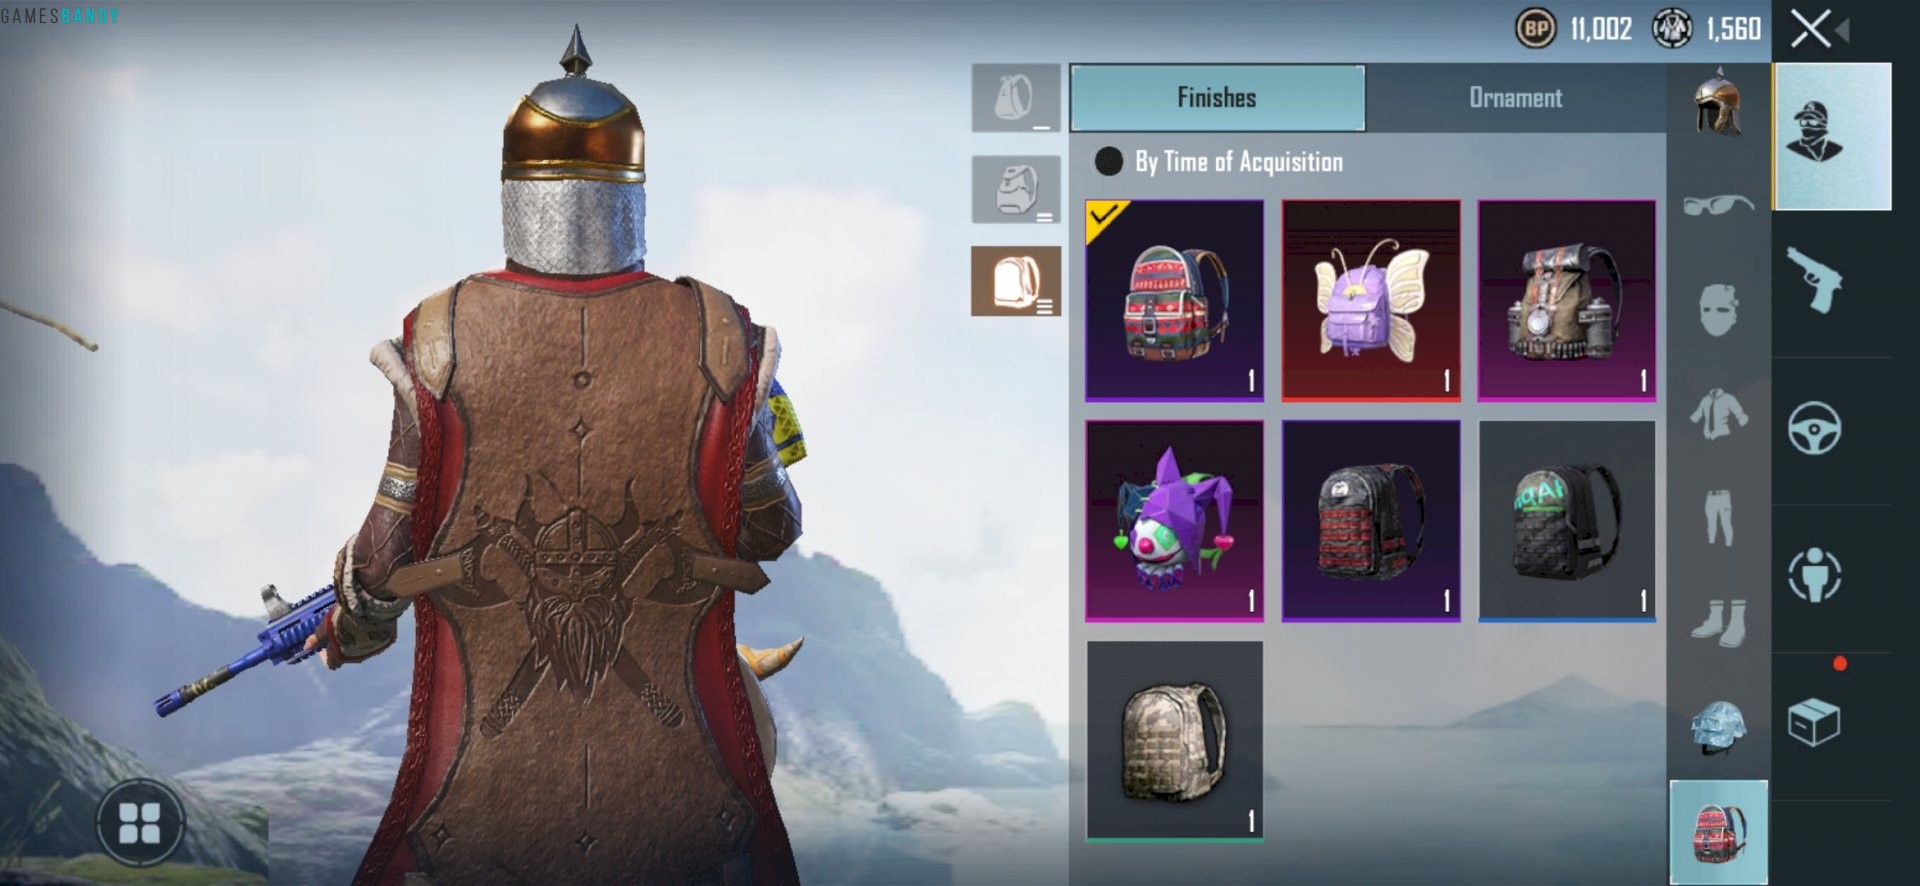 GAMESBANDY
BP 11,002 1,560
Finishes Ornament
By Time of Acquisition
1 1 1
1 1 1
1